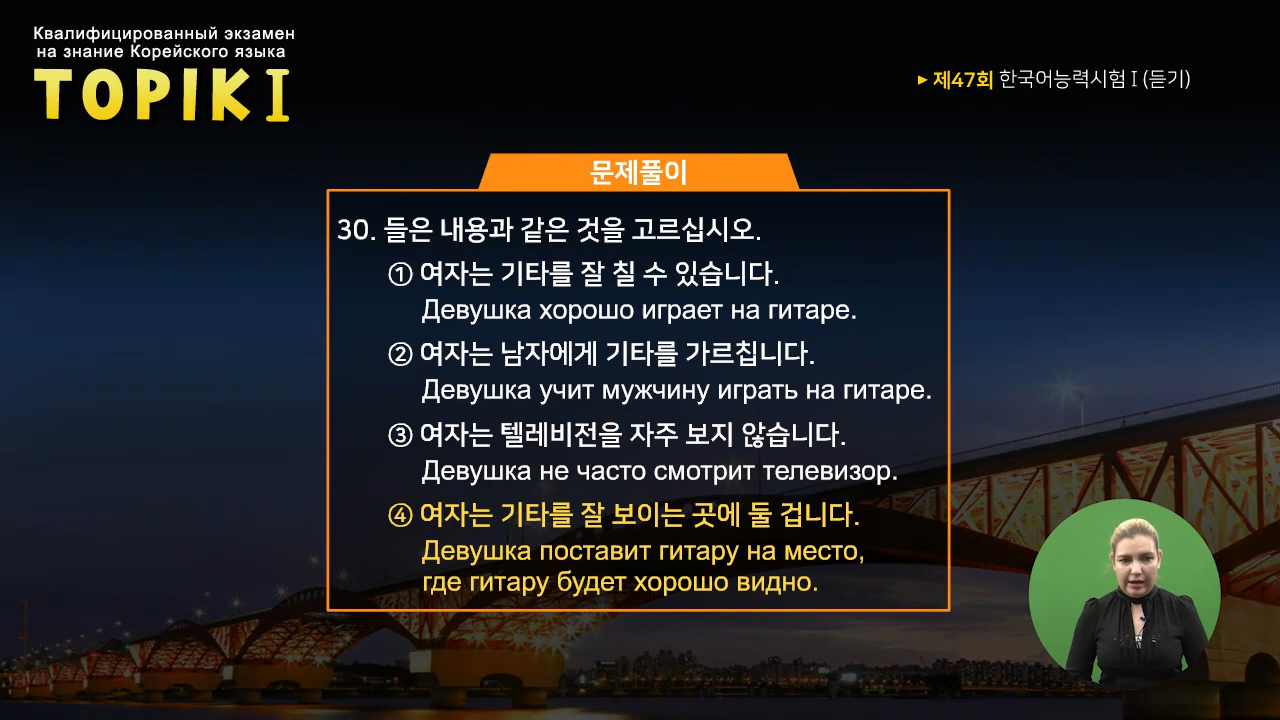 Квалифицированный экзамен
на знание Корейского языка
TOPIK I
▶ 제47회 한국어능력시험 I (듣기)
문제풀이
30. 들은 내용과 같은 것을 고르십시오.
① 여자는 기타를 잘 칠 수 있습니다.
Девушка хорошо играет на гитаре.
② 여자는 남자에게 기타를 가르칩니다.
Девушка учит мужчину играть на гитаре.
③ 여자는 텔레비전을 자주 보지 않습니다.
Девушка не часто смотрит телевизор.
④ 여자는 기타를 잘 보이는 곳에 둘 겁니다.
Девушка поставит гитару на место,
где гитару будет хорошо видно.